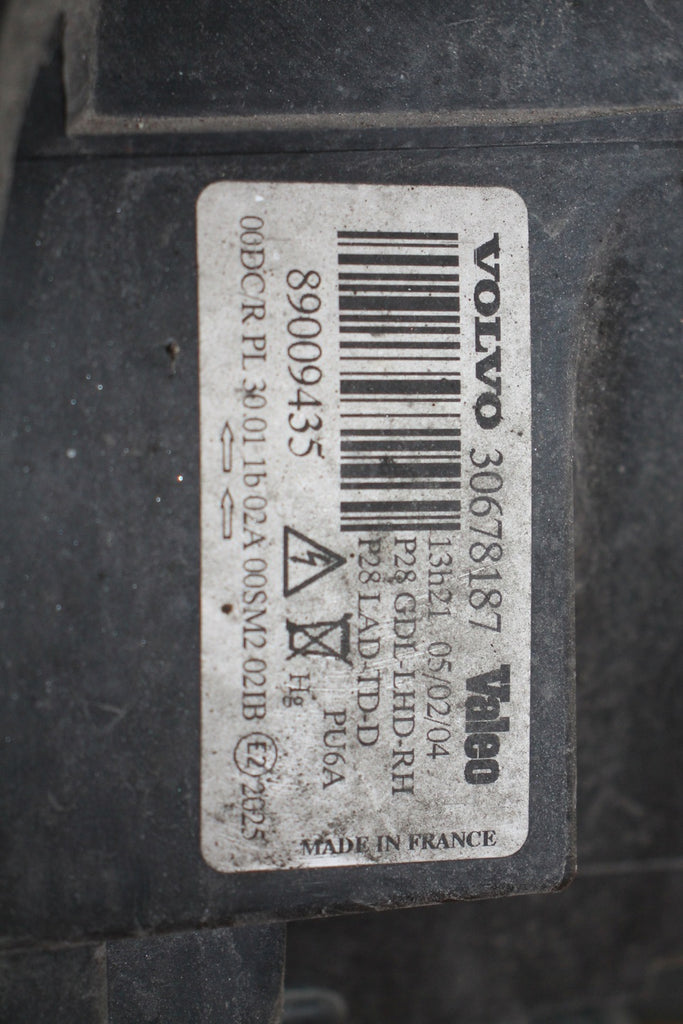 VOLVO 30678187 Valeo
13h21 05/02/04
P28 GDL-LHD-RH
P28 LAD-TD-D
89009435
Hg
PU6A
00DC/R PL 30.01 1b 02A 00SM2 02IB E2 2025
MADE IN FRANCE